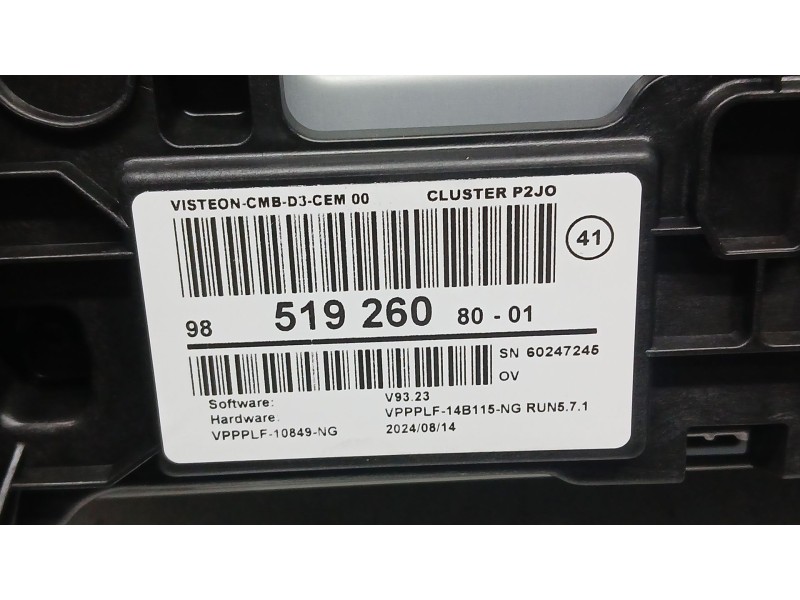 VISTEON-CMB-D3-CEM 00 CLUSTER P2JO
41
98 519 260 80 - 01
SN 60247245
OV
Software: V93.23
Hardware. VPPPLF-14B115-NG RUN5.7.1
VPPPLF-10849-NG 2024/08/14